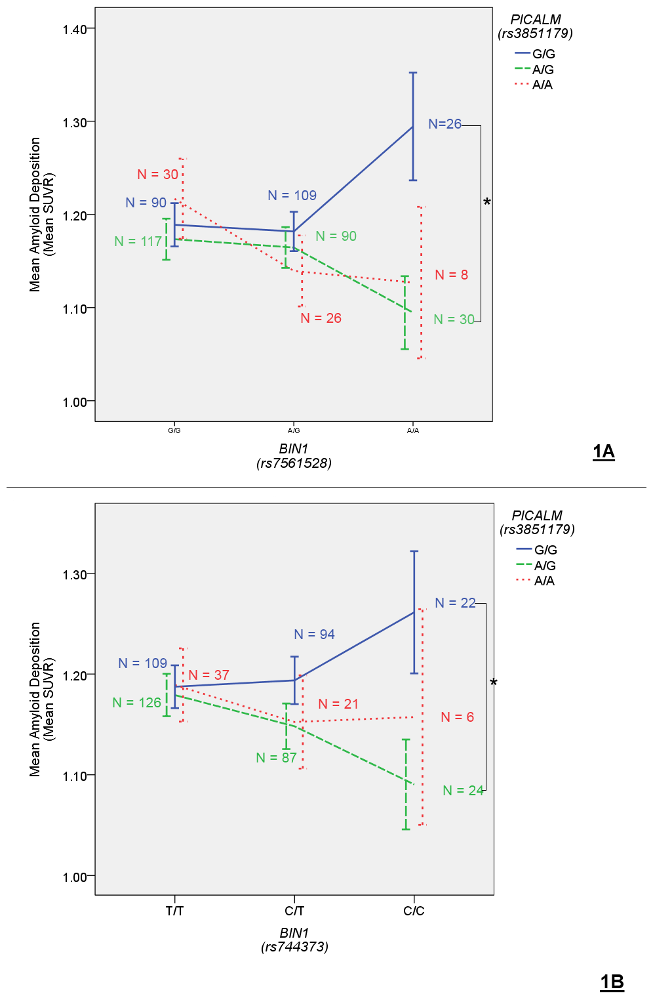 PICALM
(rs3851179)
G/G
A/G
A/A
1.40
1.30
1.20
1.10
1.00
Mean Amyloid Deposition
(Mean SUVR)
N=26
N = 30
N = 90
N = 109
N = 117
N = 90
N = 8
N = 26
N = 30
*
G/G
A/G
A/A
BIN1
(rs7561528)
1A
PICALM
(rs3851179)
G/G
A/G
A/A
1.30
1.20
1.10
1.00
Mean Amyloid Deposition
(Mean SUVR)
N = 22
N = 94
N = 109
N = 37
N = 126
N = 21
N = 6
N = 87
N = 24
*
T/T
C/T
C/C
BIN1
(rs744373)
1B